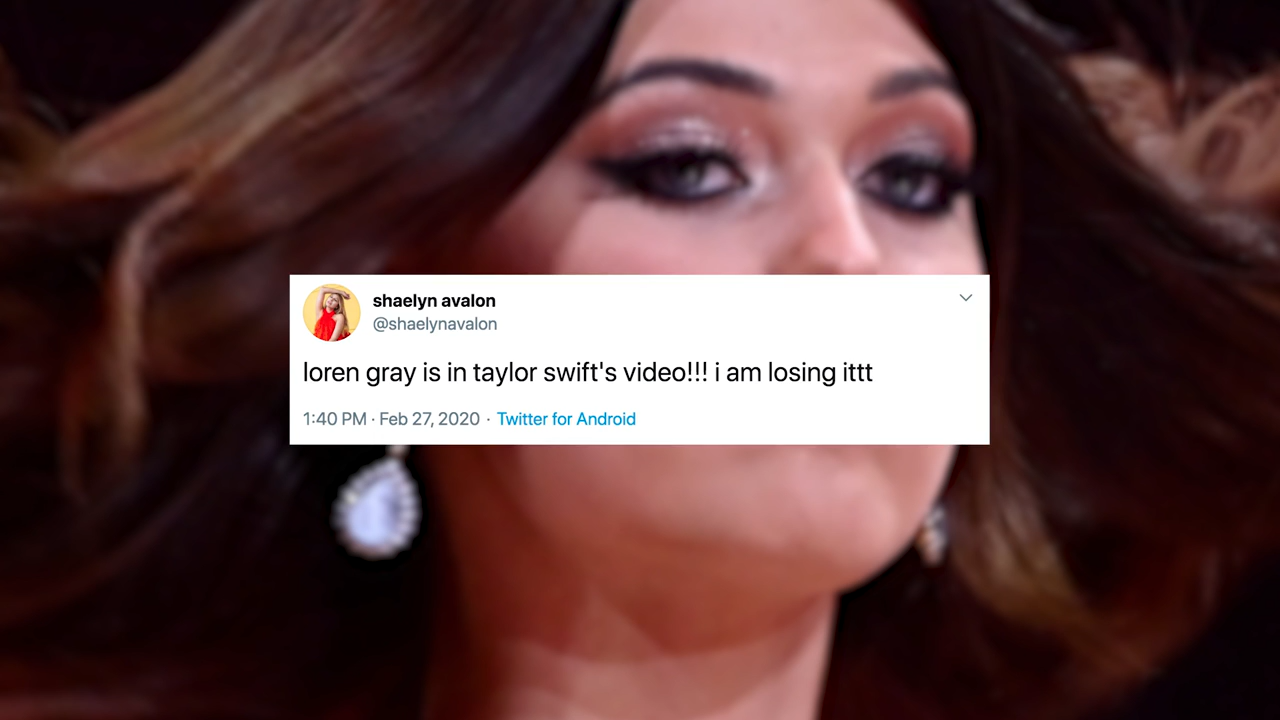 shaelyn avalon
@shaelynavalon
loren gray is in taylor swift's video!!! i am losing ittt
1:40 PM · Feb 27, 2020 · Twitter for Android